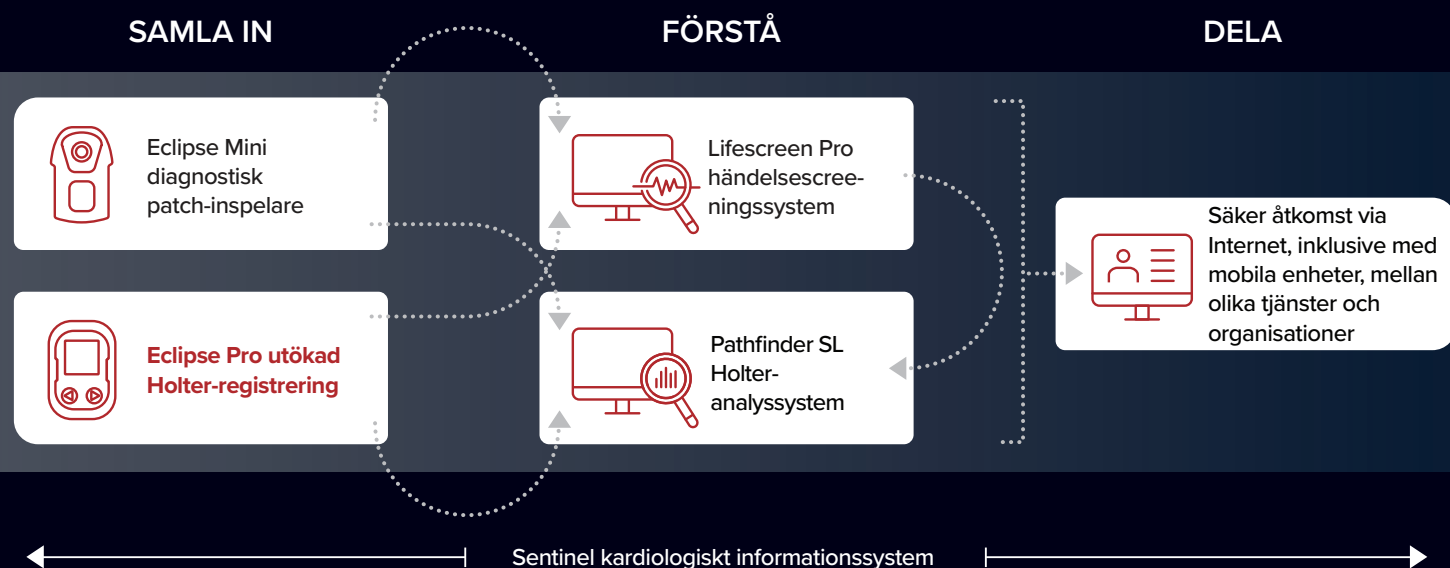 SAMLA IN
FÖRSTÅ
DELA
Eclipse Mini
diagnostisk
patch-inspelare
Eclipse Pro utökad
Holter-registrering
Lifescreen Pro
händelsescree-
ningssystem
Pathfinder SL
Holter-
analyssystem
Säker åtkomst via
Internet, inklusive med
mobila enheter, mellan
olika tjänster och
organisationer
Sentinel kardiologiskt informationssystem